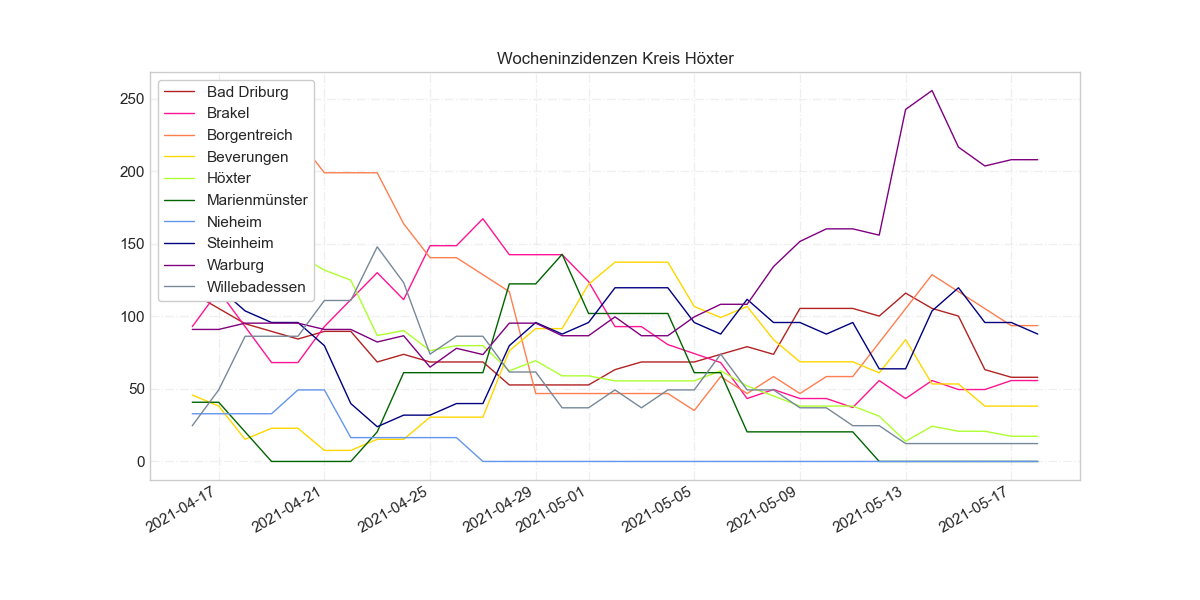 Wocheninzidenzen Kreis Höxter
Bad Driburg
Brakel
Borgentreich
Beverungen
Höxter
Marienmünster
Nieheim
Steinheim
Warburg
Willebadessen
250
200
150
100
50
0
2021-04-17
2021-04-21
2021-04-25
2021-04-29
2021-05-01
2021-05-05
2021-05-09
2021-05-13
2021-05-17